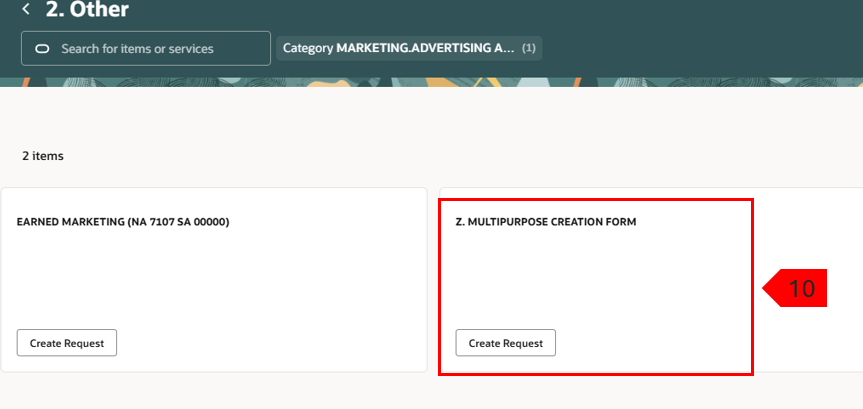 2. Other
Search for items or services
Category MARKETING.ADVERTISING A... (1)
2 items
EARNED MARKETING (NA 7107 SA 00000)
Create Request
Z. MULTIPURPOSE CREATION FORM
Create Request
10